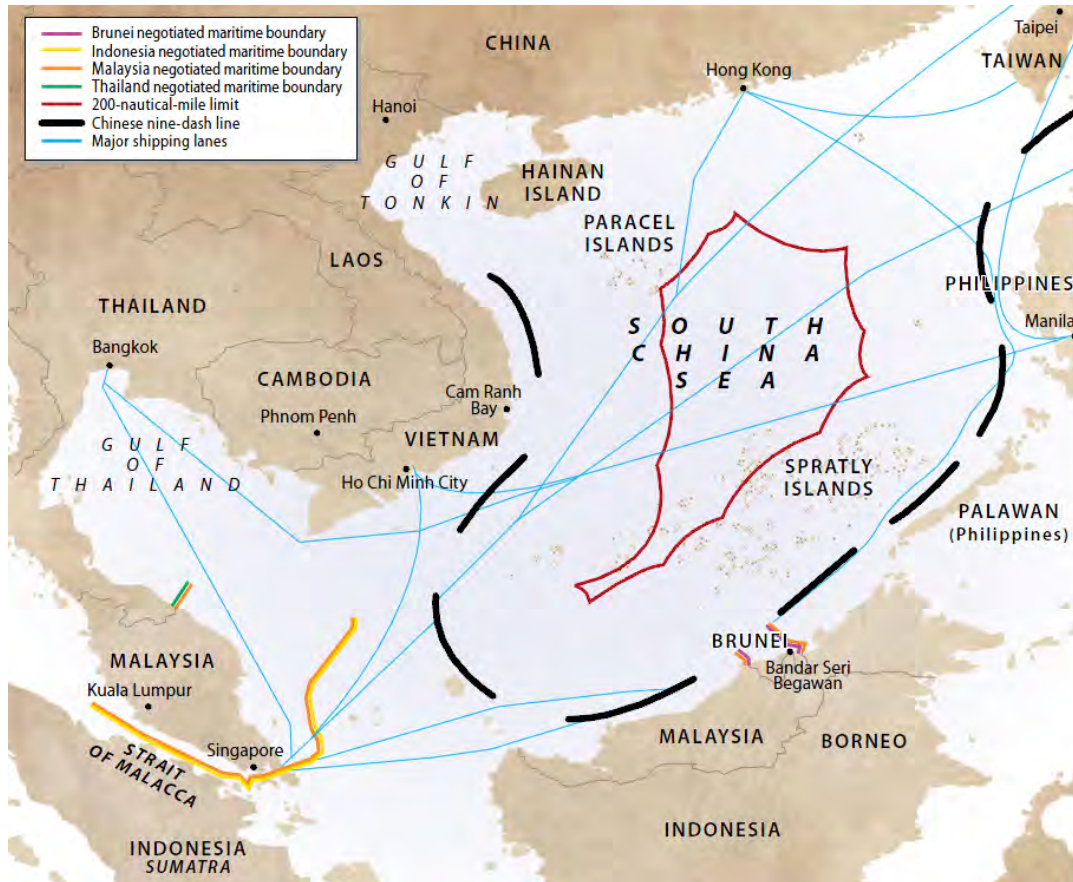 Brunei negotiated maritime boundary
Indonesia negotiated maritime boundary
Malaysia negotiated maritime boundary
Thailand negotiated maritime boundary
200-nautical-mile limit
Chinese nine-dash line
Major shipping lanes
CHINA
Taipei
TAIWAN
Hong Kong
Hanoi
GULF
OF
TONKIN
HAINAN
ISLAND
PARACEL
ISLANDS
LAOS
THAILAND
PHILIPPINES
Manila
SOUTH
CHINA
SEA
Bangkok
CAMBODIA
Phnom Penh
Cam Ranh
Bay
VIETNAM
Ho Chi Minh City
GULF
OF
THAILAND
SPRATLY
ISLANDS
PALAWAN
(Philippines)
BRUNEI
Bandar Seri
Begawan
MALAYSIA
Kuala Lumpur
Singapore
STRAIT
OF MALACCA
MALAYSIA
BORNEO
INDONESIA
INDONESIA
SUMATRA